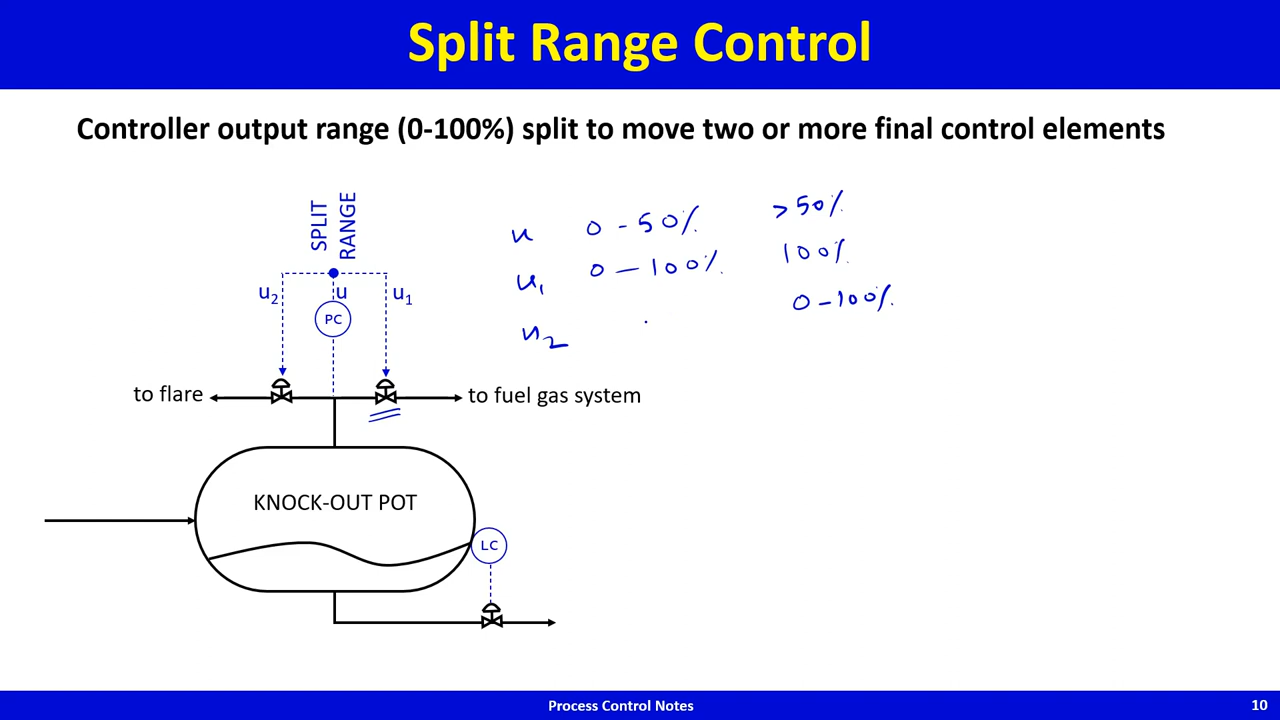 Split Range Control
Controller output range (0-100%) split to move two or more final control elements
SPLIT
RANGE
u₂
u
u₁
PC
to flare
to fuel gas system
KNOCK-OUT POT
LC
u 0 - 50% > 50%
u₁ 0 — 100% 100%
u₂ 0 - 100%
Process Control Notes
10